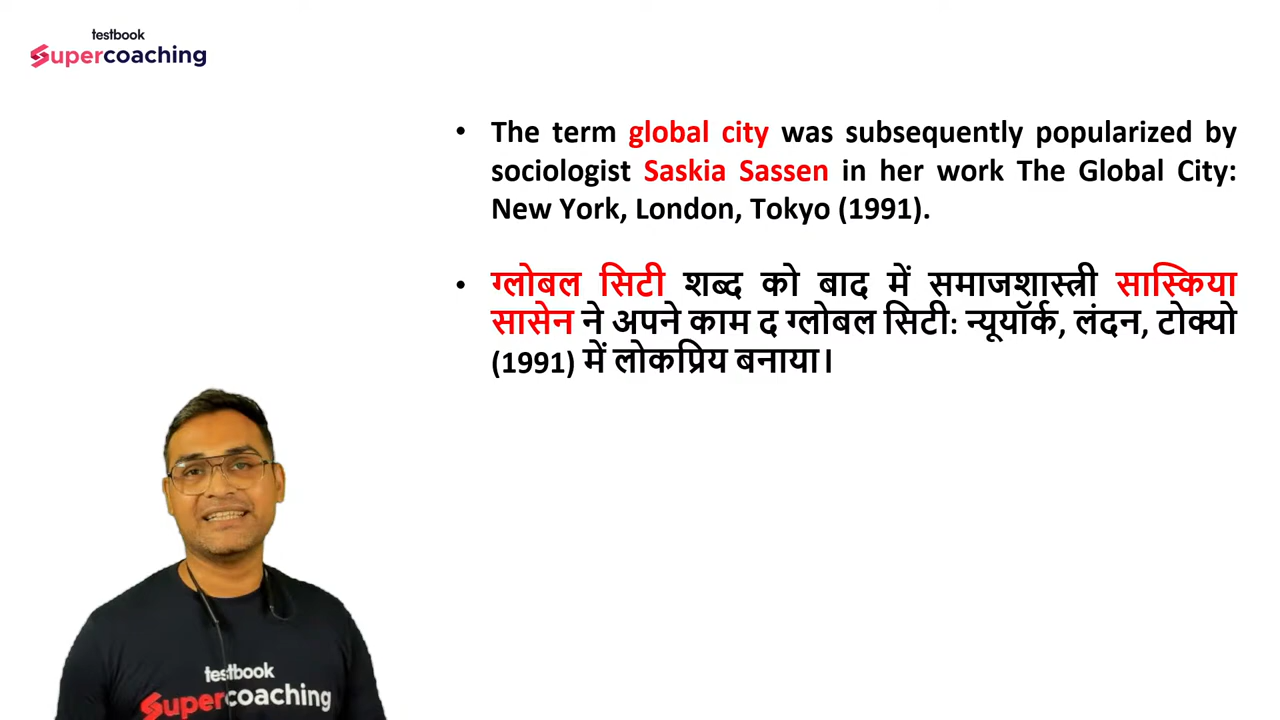 testbook
Supercoaching
• The term global city was subsequently popularized by
sociologist Saskia Sassen in her work The Global City:
New York, London, Tokyo (1991).
• ग्लोबल सिटी शब्द को बाद में समाजशास्त्री सास्किया
सासेन ने अपने काम द ग्लोबल सिटी: न्यूयॉर्क, लंदन, टोक्यो
(1991) में लोकप्रिय बनाया।
testbook
Supercoaching